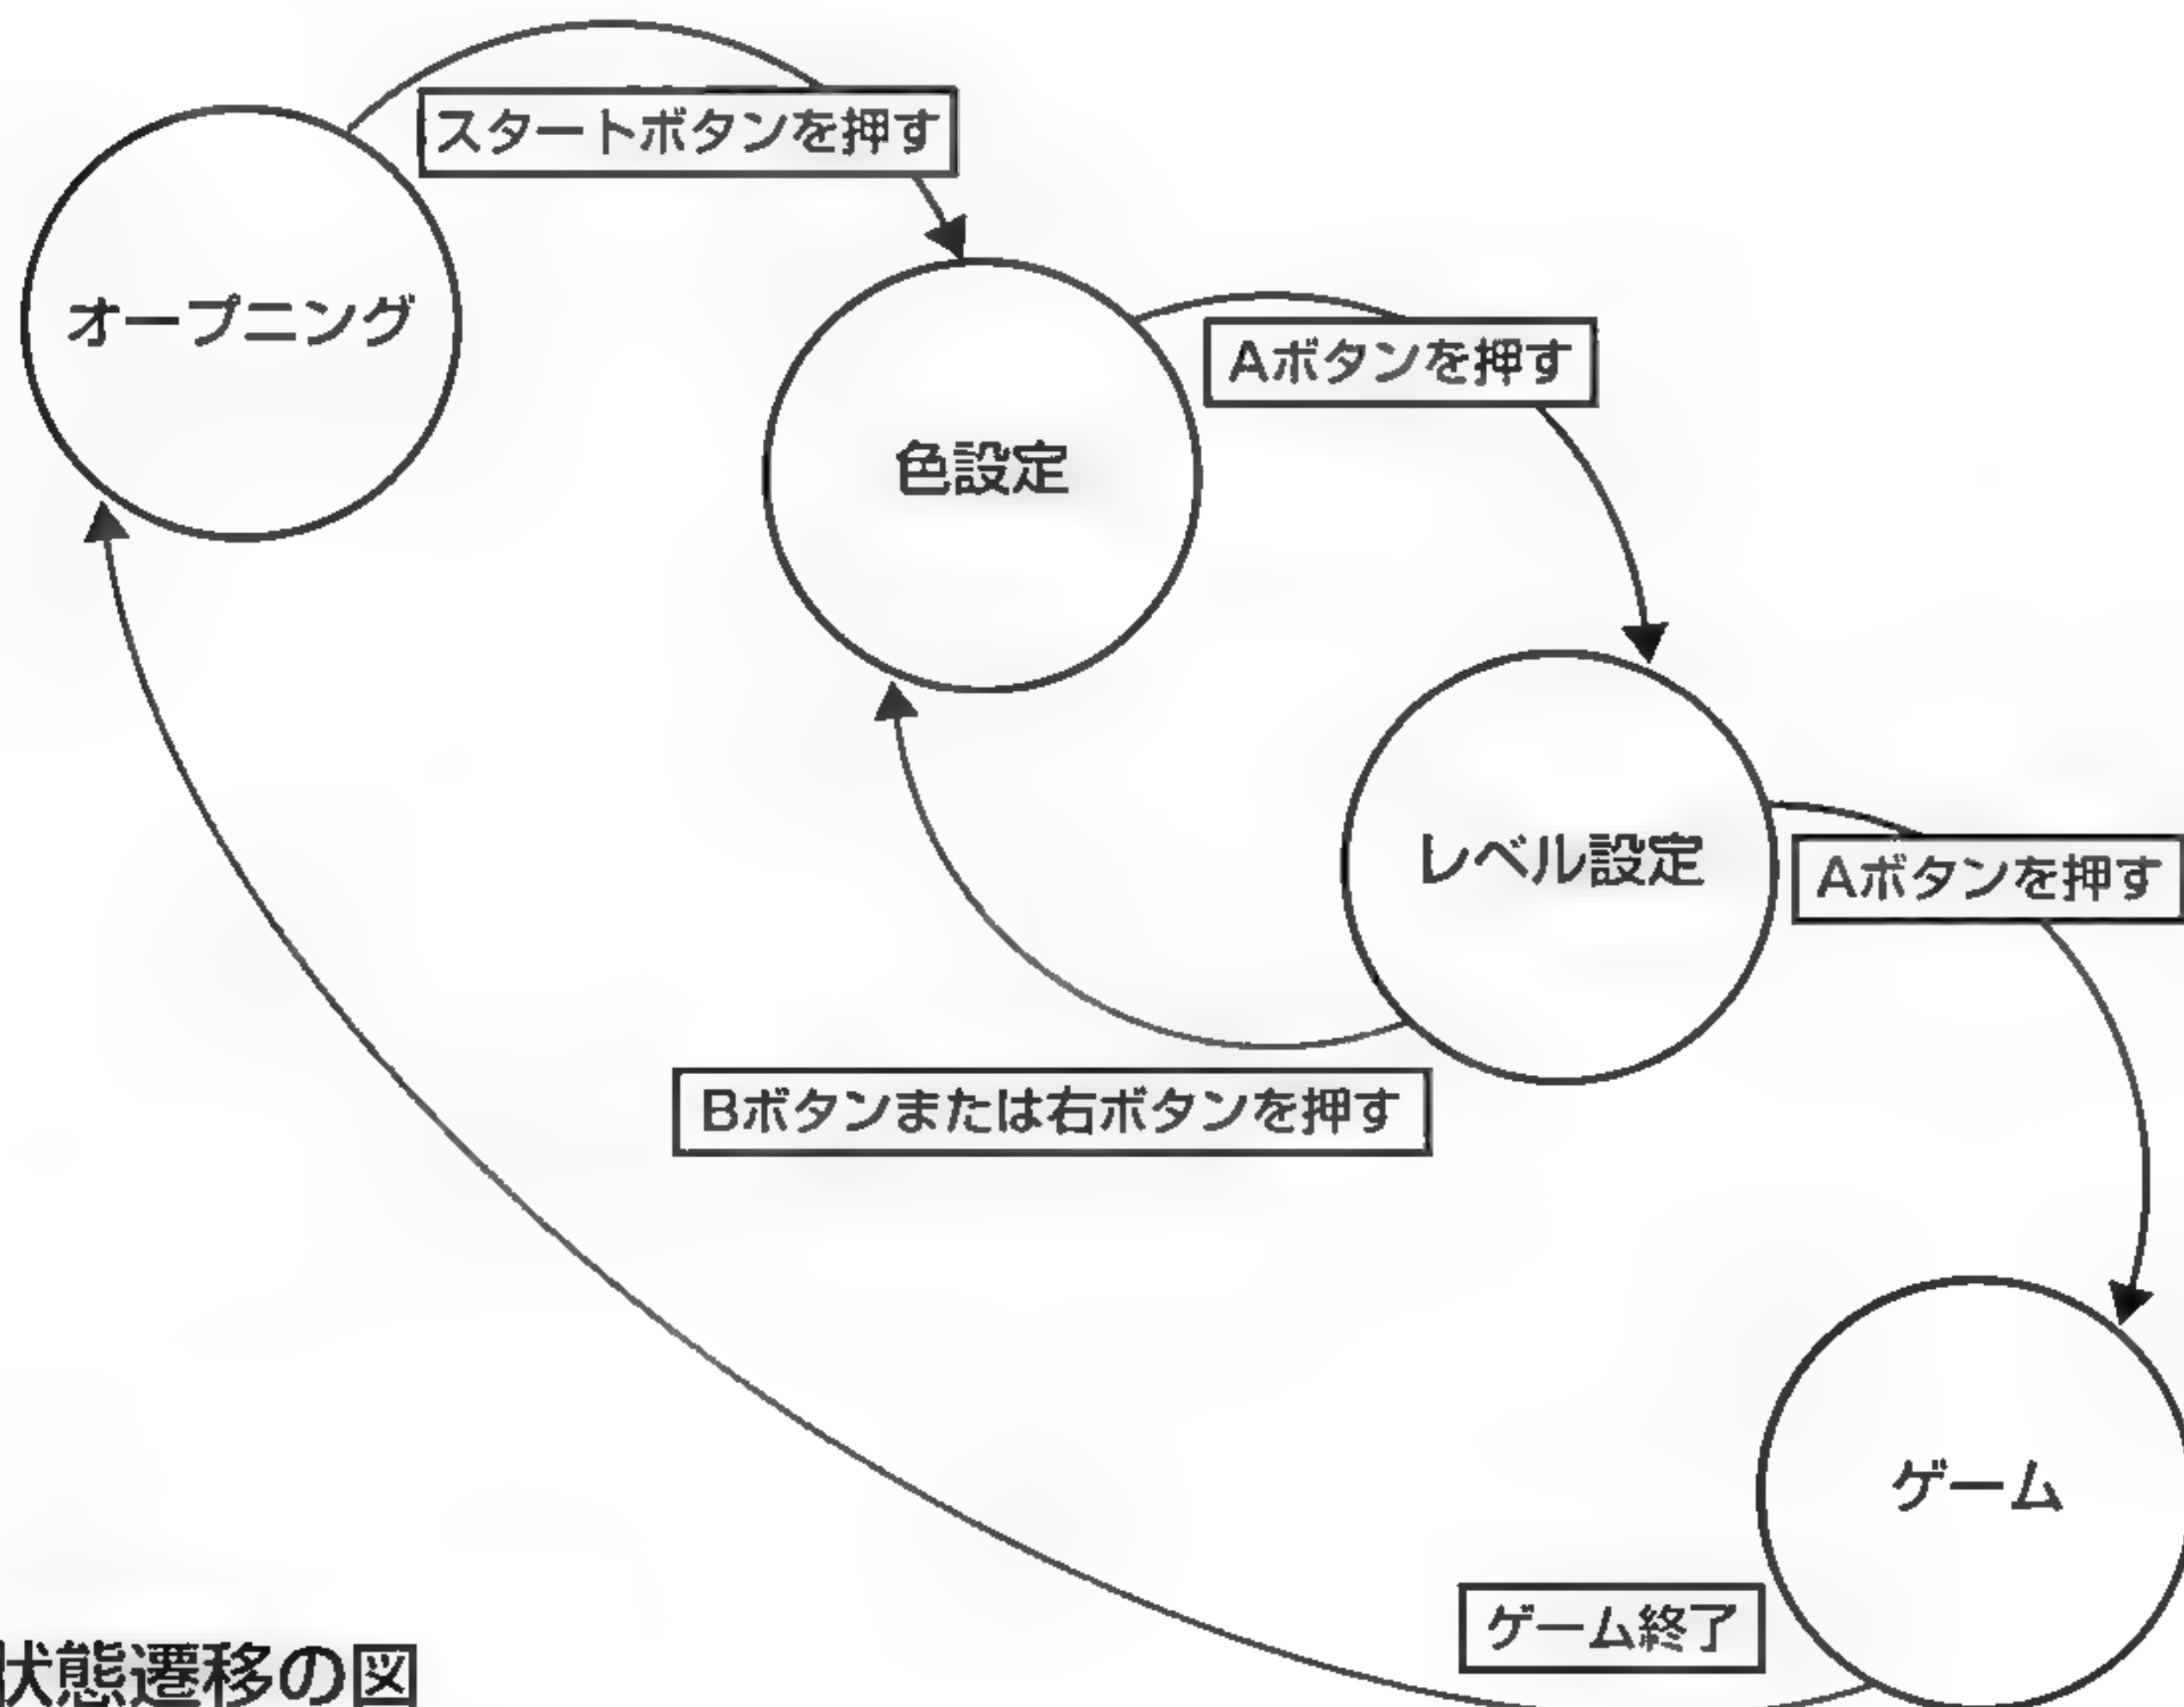 スタートボタンを押す
オープニング
Aボタンを押す
色設定
レベル設定
Aボタンを押す
Bボタンまたは右ボタンを押す
ゲーム
ゲーム終了
状態遷移の図